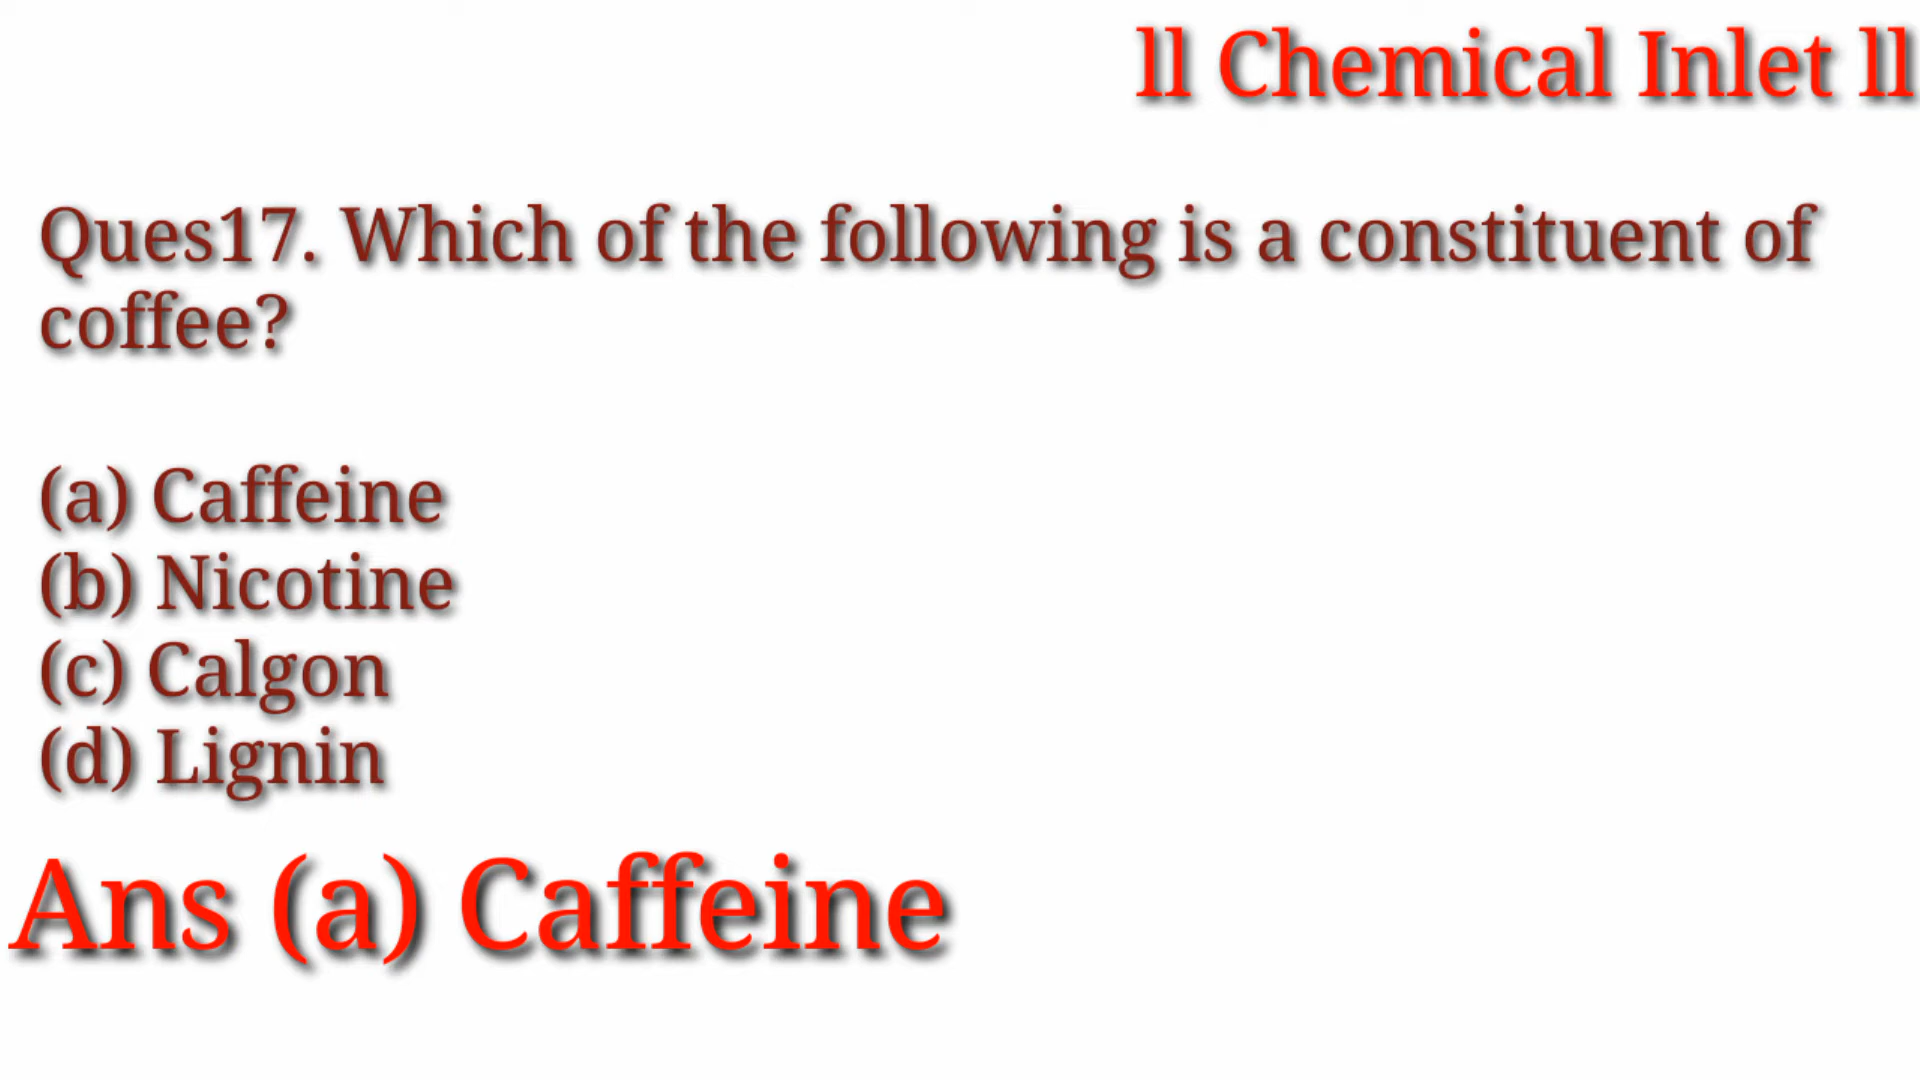 ll Chemical Inlet ll
Ques17. Which of the following is a constituent of
coffee?
(a) Caffeine
(b) Nicotine
(c) Calgon
(d) Lignin
Ans (a) Caffeine